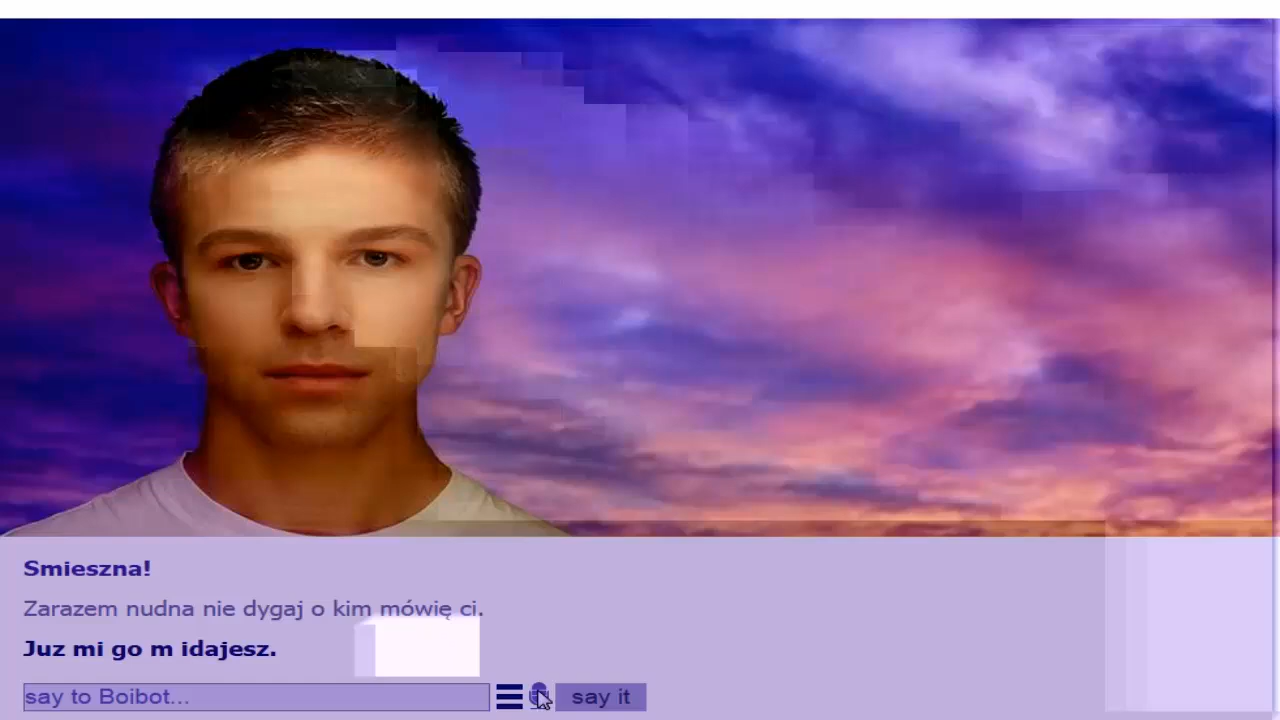 Smieszna!
Zarazem nudna nie dygaj o kim mówię ci.
Juz mi go m idajesz.
say to Boibot...
say it